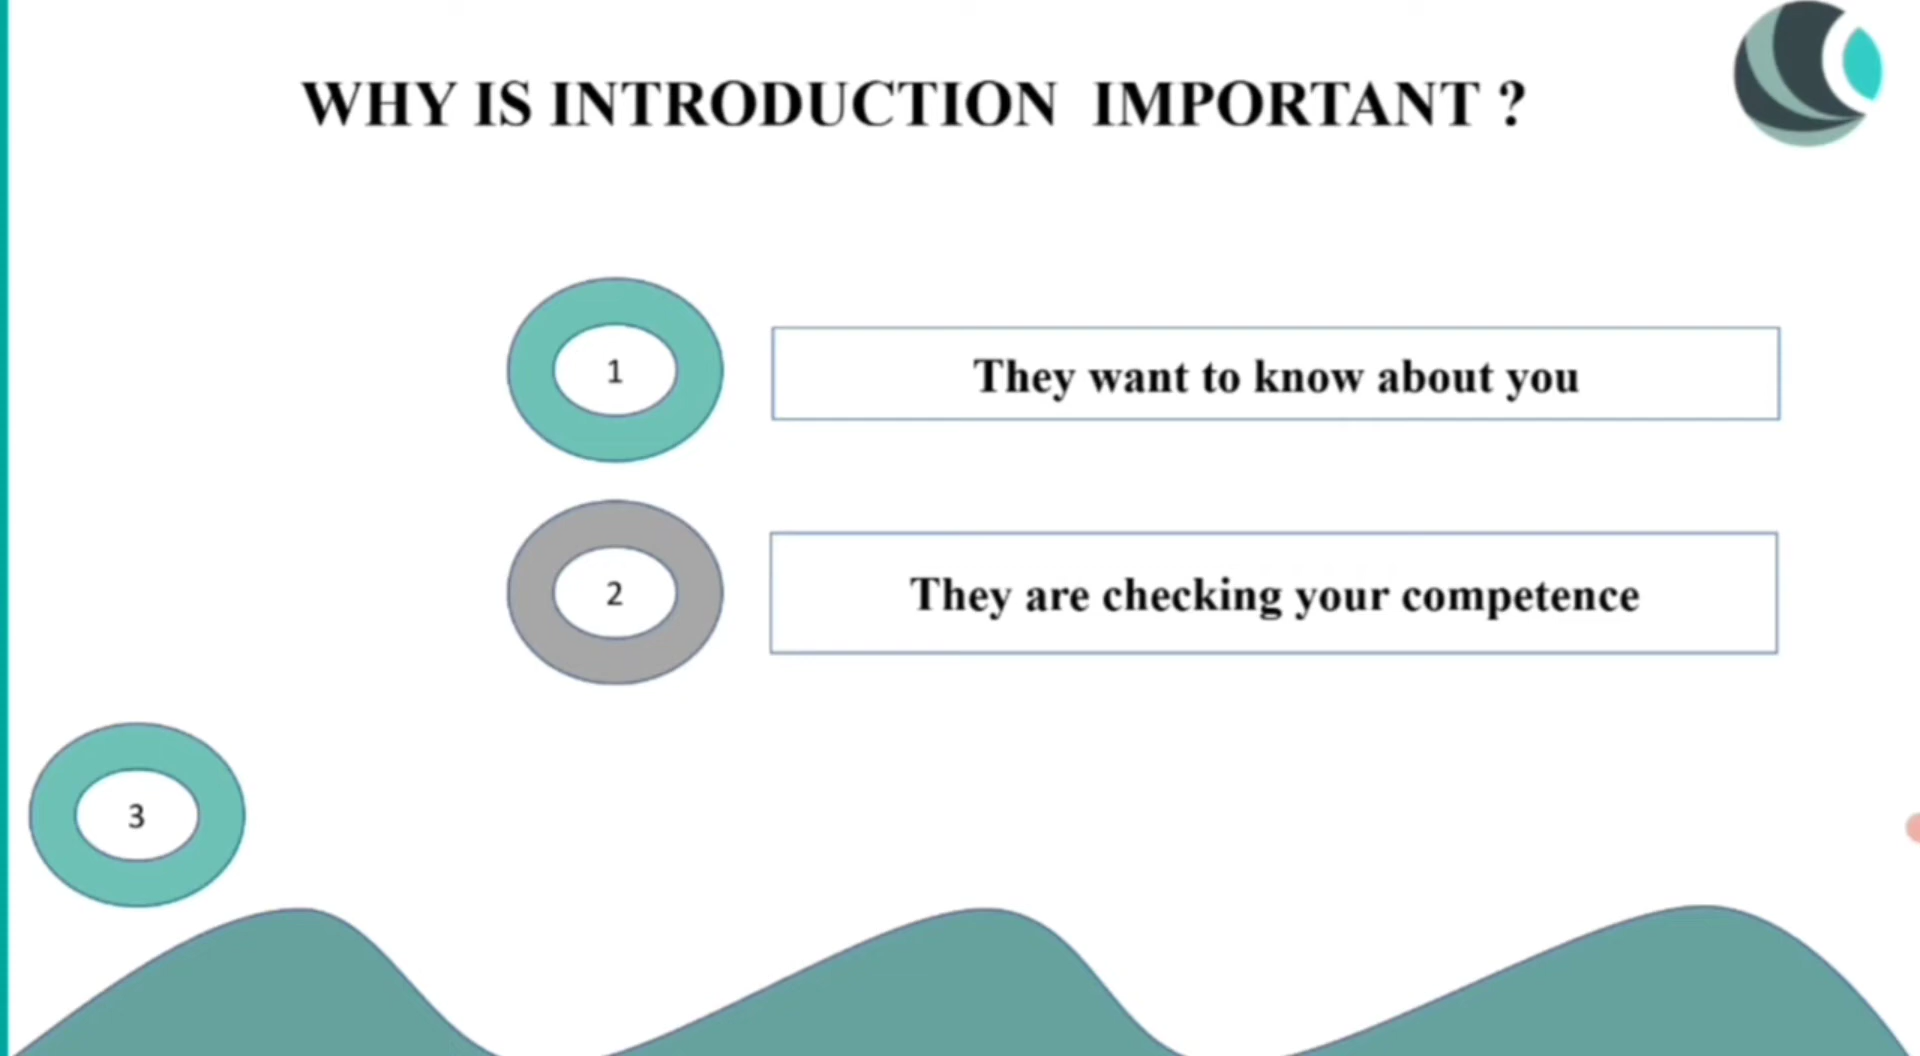 WHY IS INTRODUCTION IMPORTANT ?
1
They want to know about you
2
They are checking your competence
3